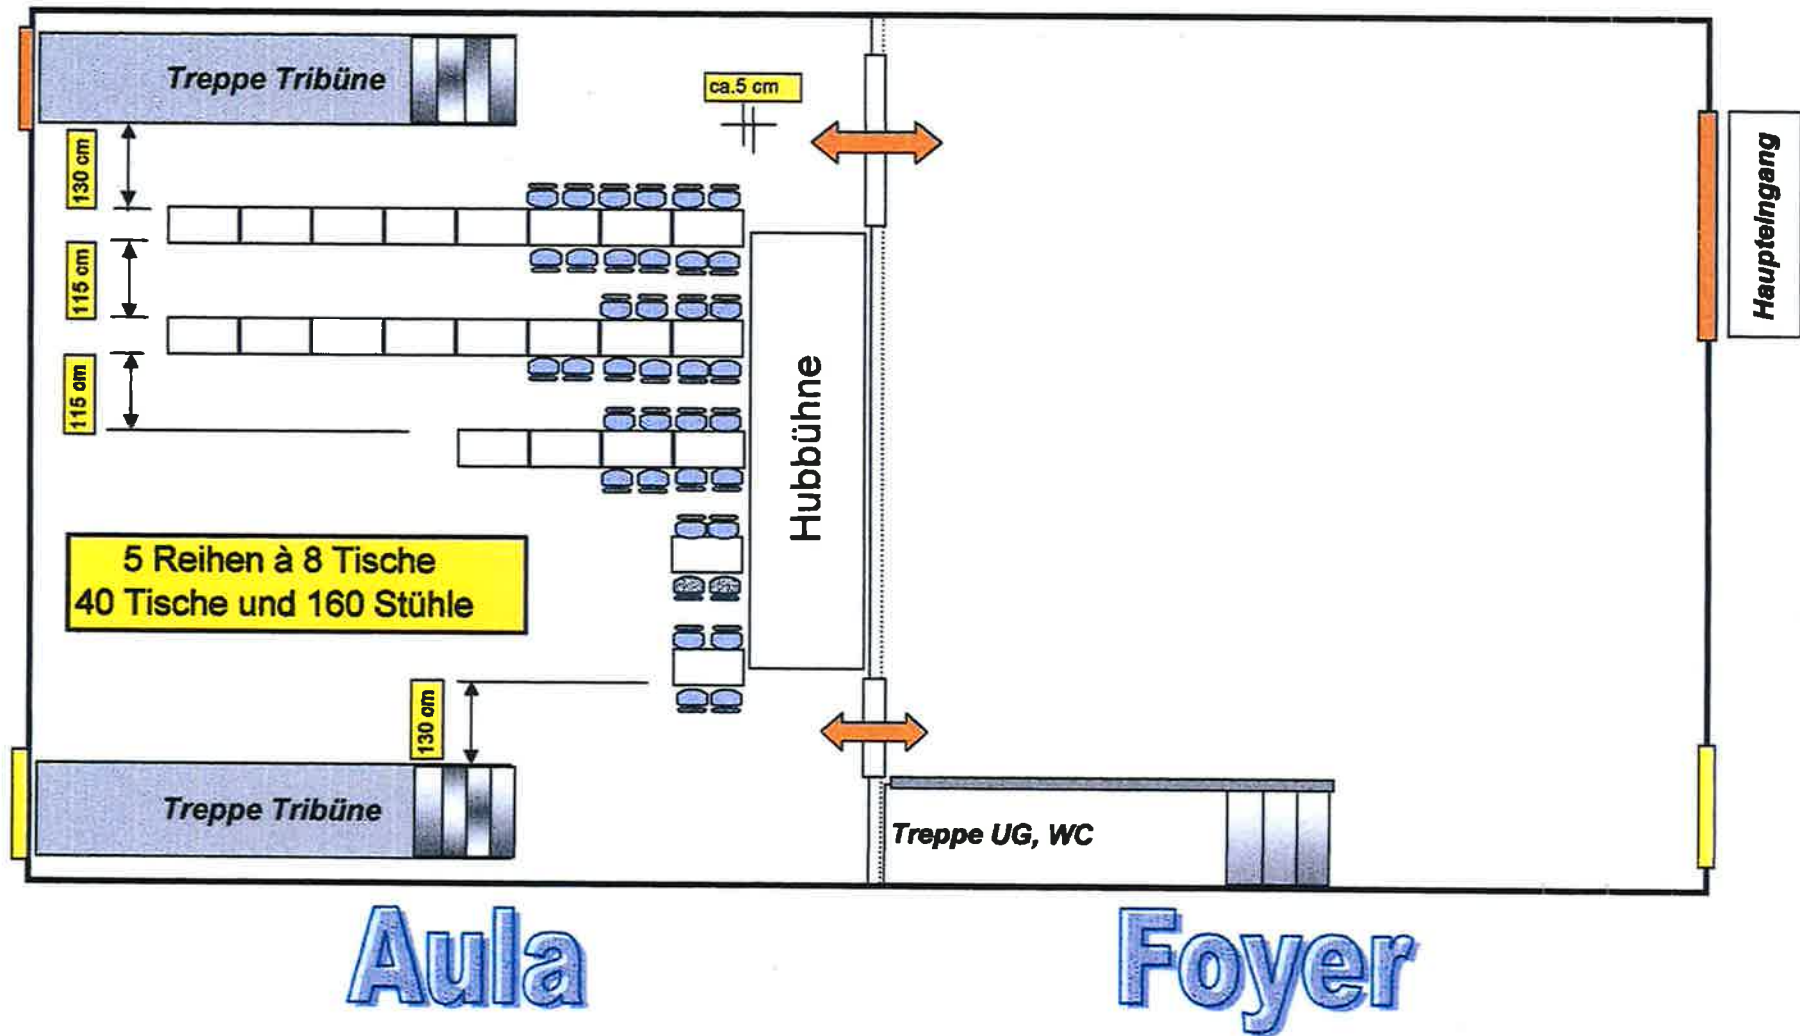 Treppe Tribüne
ca.5 cm
130 cm
115 cm
115 cm
Haupteingang
Hubbühne
5 Reihen à 8 Tische
40 Tische und 160 Stühle
130 cm
Treppe Tribüne
Treppe UG, WC
Aula
Foyer